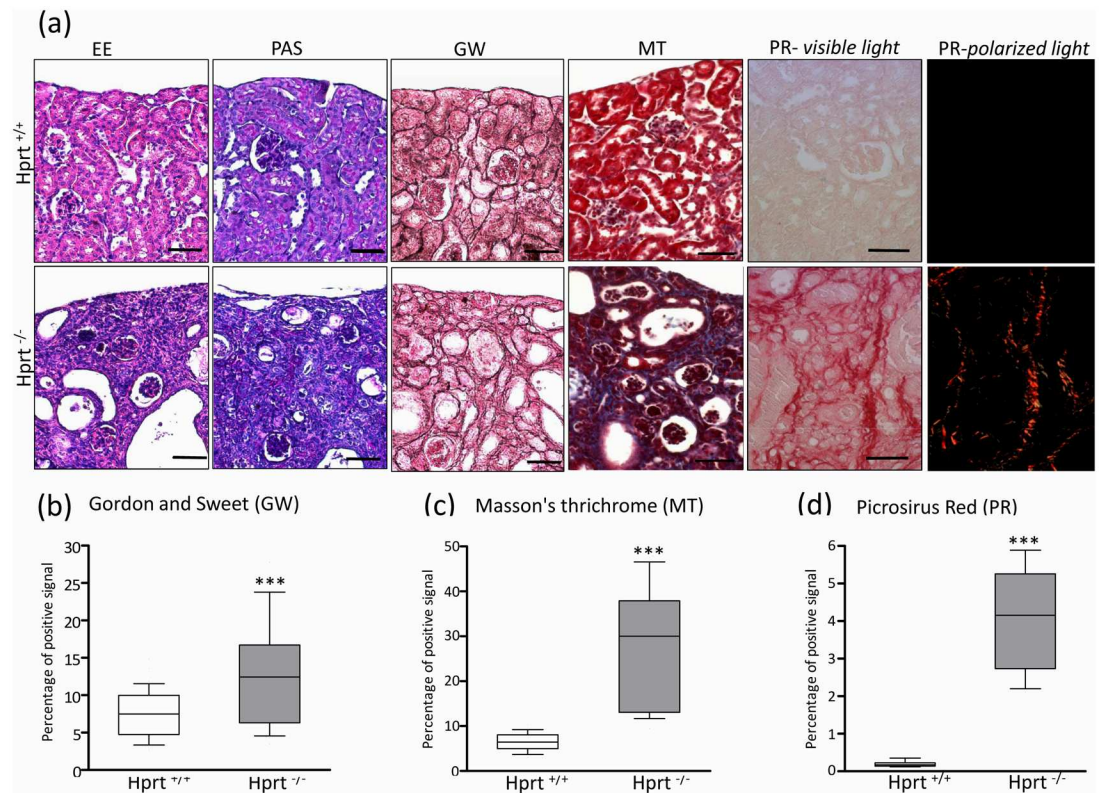 (a)
EE PAS GW MT PR- visible light PR-polarized light
Hprt +/+
Hprt -/-
(b) Gordon and Sweet (GW)
Percentage of positive signal
30
25
20
15
10
5
0
***
Hprt +/+ Hprt -/-
(c) Masson's thrichrome (MT)
Percentage of positive signal
50
40
30
20
10
0
***
Hprt +/+ Hprt -/-
(d) Picrosirus Red (PR)
Percentage of positive signal
6
5
4
3
2
1
0
***
Hprt +/+ Hprt -/-